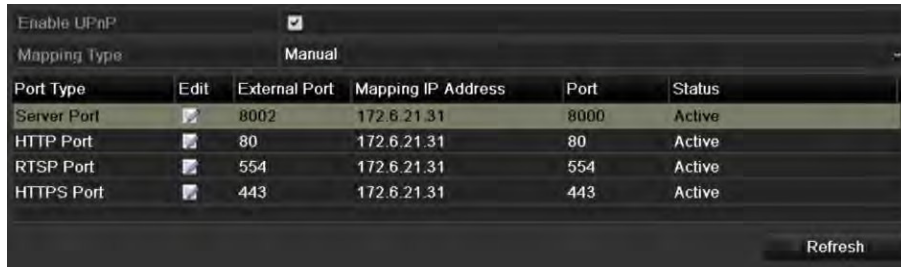 Enable UPnP
Mapping Type Manual
Port Type Edit External Port Mapping IP Address Port Status
Server Port 8002 172.6.21.31 8000 Active
HTTP Port 80 172.6.21.31 80 Active
RTSP Port 554 172.6.21.31 554 Active
HTTPS Port 443 172.6.21.31 443 Active
Refresh